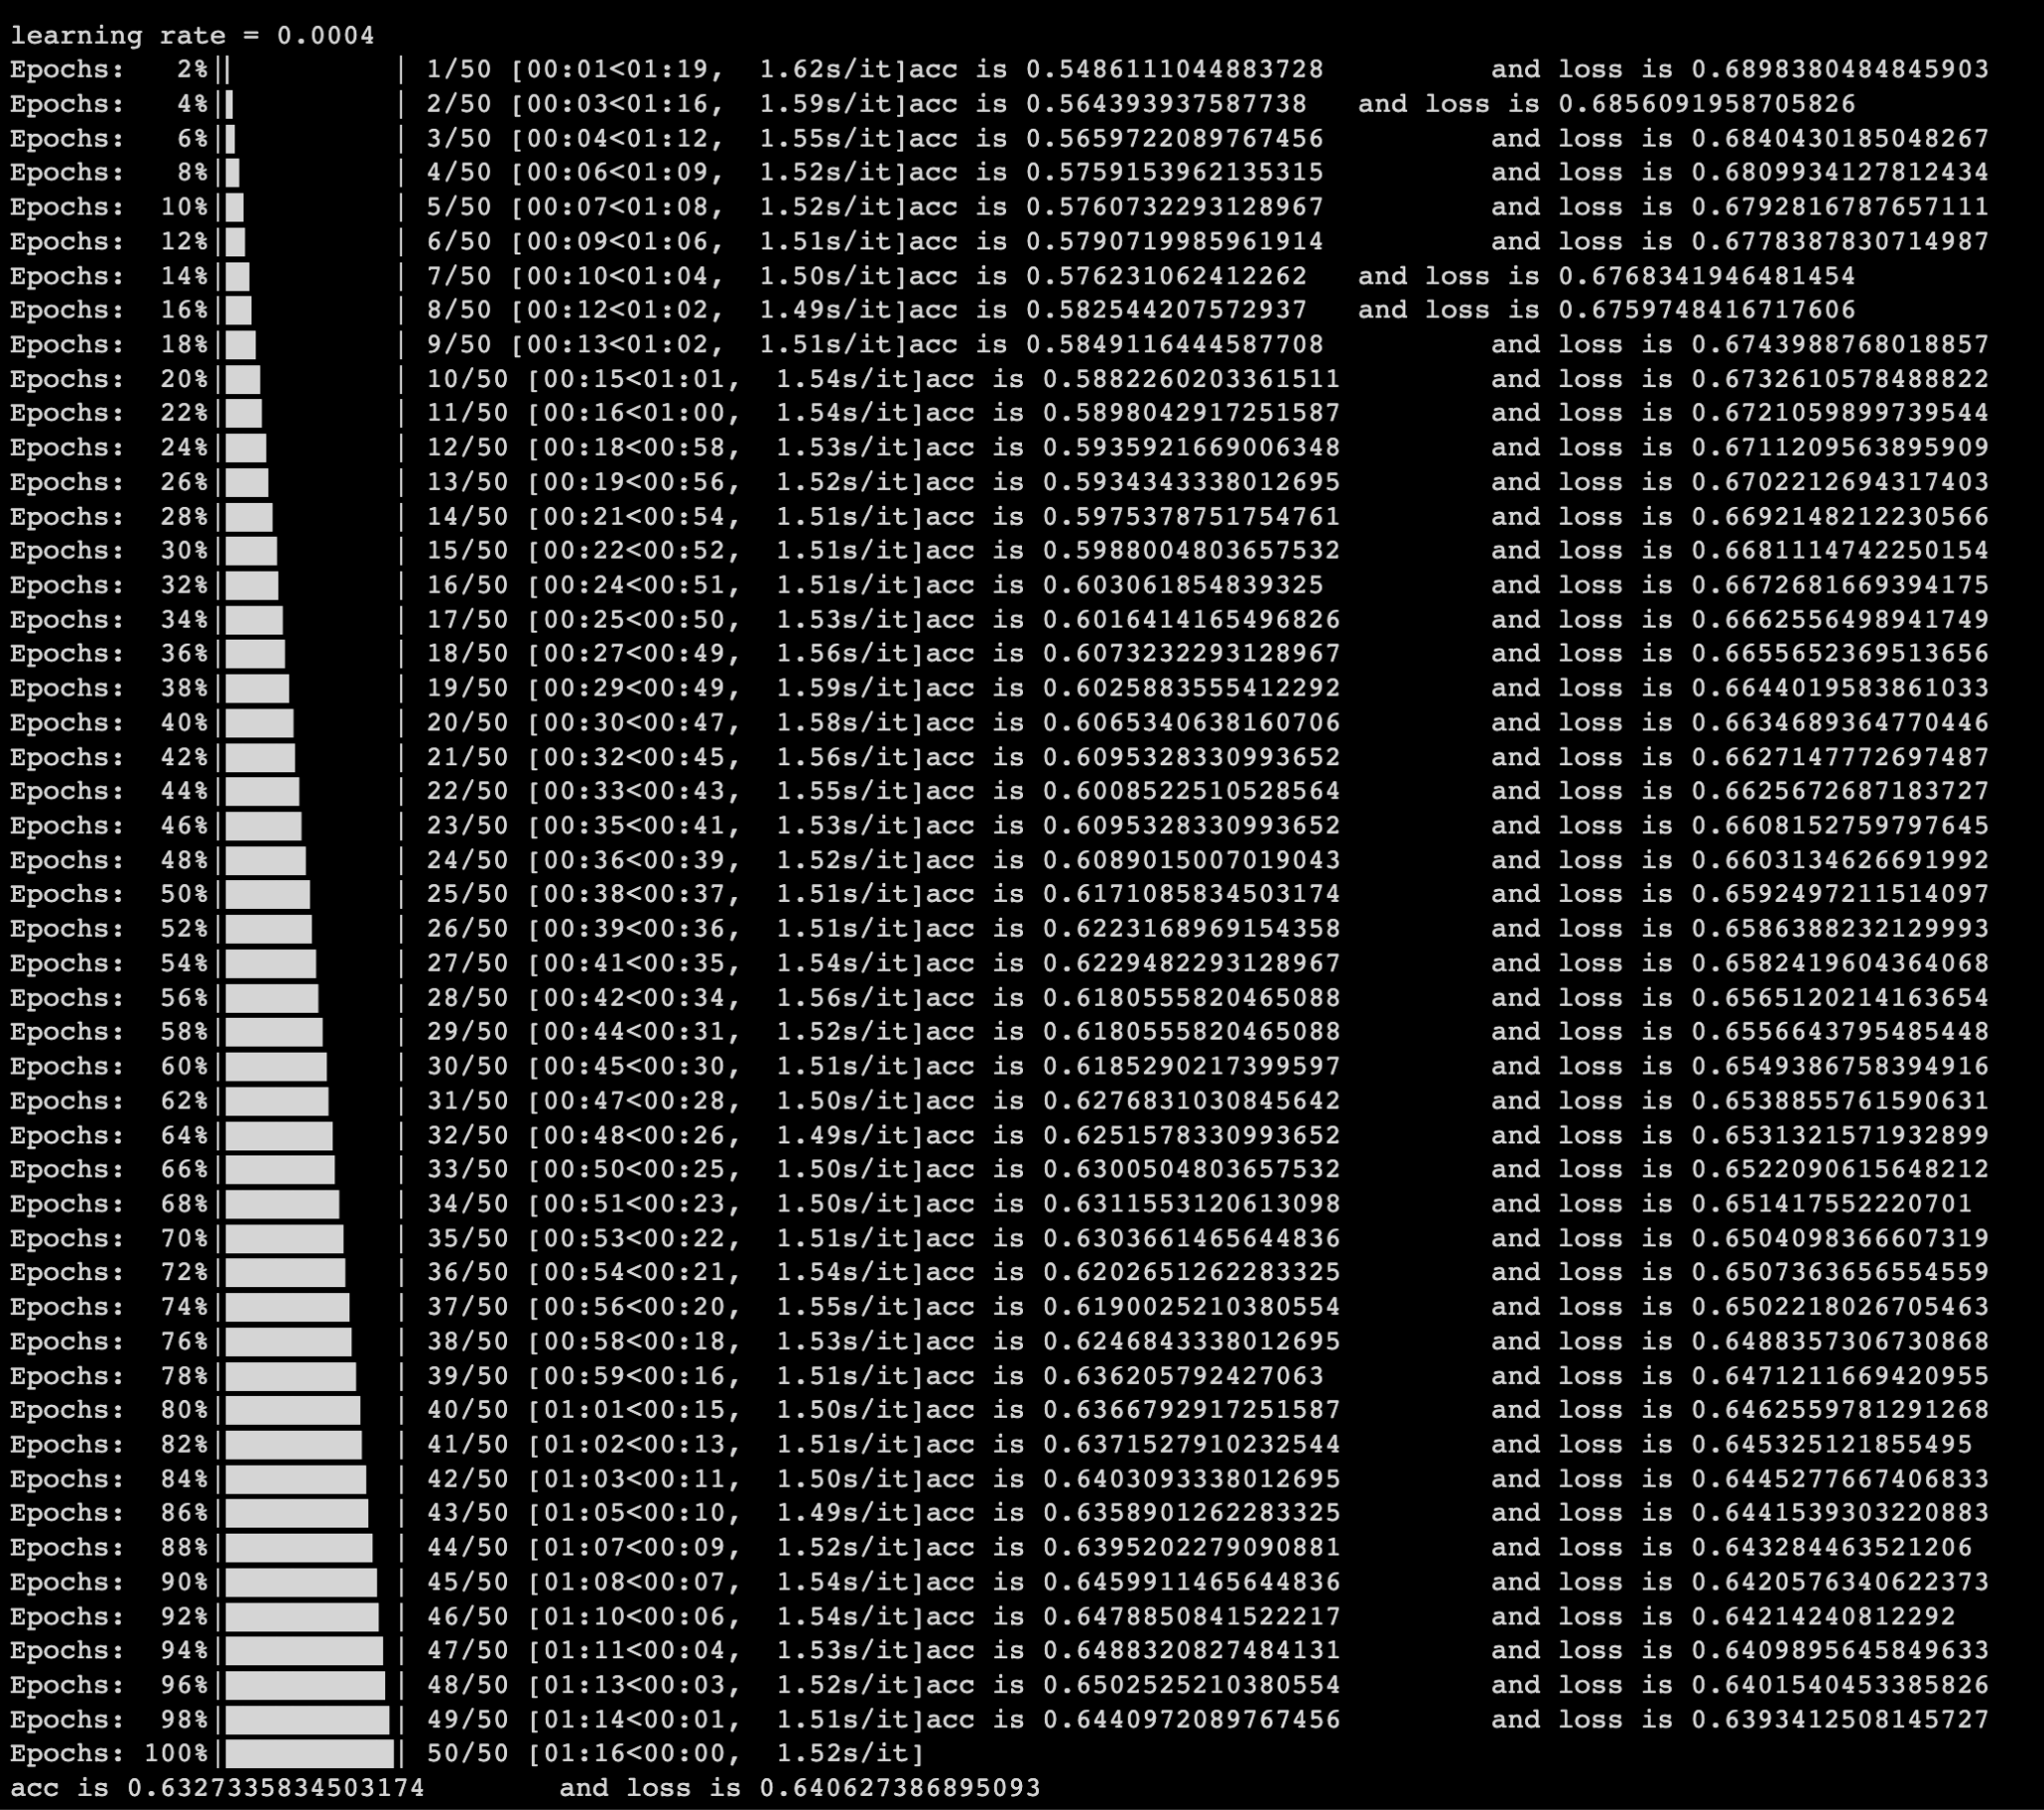 learning rate = 0.0004
Epochs:   2%||          | 1/50 [00:01<01:19,  1.62s/it]acc is 0.5486111044883728          and loss is 0.6898380484845903
Epochs:   4%|          | 2/50 [00:03<01:16,  1.59s/it]acc is 0.564393937587738   and loss is 0.6856091958705826
Epochs:   6%|          | 3/50 [00:04<01:12,  1.55s/it]acc is 0.5659722089767456          and loss is 0.6840430185048267
Epochs:   8%|          | 4/50 [00:06<01:09,  1.52s/it]acc is 0.5759153962135315          and loss is 0.6809934127812434
Epochs:  10%|█         | 5/50 [00:07<01:08,  1.52s/it]acc is 0.5760732293128967          and loss is 0.6792816787657111
Epochs:  12%|█         | 6/50 [00:09<01:06,  1.51s/it]acc is 0.5790719985961914          and loss is 0.6778387830714987
Epochs:  14%|█         | 7/50 [00:10<01:04,  1.50s/it]acc is 0.576231062412262   and loss is 0.6768341946481454
Epochs:  16%|█         | 8/50 [00:12<01:02,  1.49s/it]acc is 0.582544207572937   and loss is 0.6759748416717606
Epochs:  18%|█         | 9/50 [00:13<01:02,  1.51s/it]acc is 0.5849116444587708          and loss is 0.6743988768018857
Epochs:  20%|██        | 10/50 [00:15<01:01,  1.54s/it]acc is 0.5882260203361511         and loss is 0.6732610578488822
Epochs:  22%|██        | 11/50 [00:16<01:00,  1.54s/it]acc is 0.5898042917251587         and loss is 0.6721059899739544
Epochs:  24%|██        | 12/50 [00:18<00:58,  1.53s/it]acc is 0.5935921669006348         and loss is 0.6711209563895909
Epochs:  26%|██        | 13/50 [00:19<00:56,  1.52s/it]acc is 0.5934343338012695         and loss is 0.6702212694317403
Epochs:  28%|██        | 14/50 [00:21<00:54,  1.51s/it]acc is 0.5975378751754761         and loss is 0.6692148212230566
Epochs:  30%|███       | 15/50 [00:22<00:52,  1.51s/it]acc is 0.5988004803657532         and loss is 0.6681114742250154
Epochs:  32%|███       | 16/50 [00:24<00:51,  1.51s/it]acc is 0.603061854839325          and loss is 0.6672681669394175
Epochs:  34%|███       | 17/50 [00:25<00:50,  1.53s/it]acc is 0.6016414165496826         and loss is 0.6662556498941749
Epochs:  36%|███       | 18/50 [00:27<00:49,  1.56s/it]acc is 0.6073232293128967         and loss is 0.6655652369513656
Epochs:  38%|███       | 19/50 [00:29<00:49,  1.59s/it]acc is 0.6025883555412292         and loss is 0.6644019583861033
Epochs:  40%|████      | 20/50 [00:30<00:47,  1.58s/it]acc is 0.6065340638160706         and loss is 0.6634689364770446
Epochs:  42%|████      | 21/50 [00:32<00:45,  1.56s/it]acc is 0.6095328330993652         and loss is 0.6627147772697487
Epochs:  44%|████      | 22/50 [00:33<00:43,  1.55s/it]acc is 0.6008522510528564         and loss is 0.6625672687183727
Epochs:  46%|████      | 23/50 [00:35<00:41,  1.53s/it]acc is 0.6095328330993652         and loss is 0.6608152759797645
Epochs:  48%|████      | 24/50 [00:36<00:39,  1.52s/it]acc is 0.6089015007019043         and loss is 0.6603134626691992
Epochs:  50%|█████     | 25/50 [00:38<00:37,  1.51s/it]acc is 0.6171085834503174         and loss is 0.6592497211514097
Epochs:  52%|█████     | 26/50 [00:39<00:36,  1.51s/it]acc is 0.6223168969154358         and loss is 0.6586388232129993
Epochs:  54%|█████     | 27/50 [00:41<00:35,  1.54s/it]acc is 0.6229482293128967         and loss is 0.6582419604364068
Epochs:  56%|█████     | 28/50 [00:42<00:34,  1.56s/it]acc is 0.6180555820465088         and loss is 0.6565120214163654
Epochs:  58%|█████     | 29/50 [00:44<00:31,  1.52s/it]acc is 0.6180555820465088         and loss is 0.6556643795485448
Epochs:  60%|██████    | 30/50 [00:45<00:30,  1.51s/it]acc is 0.6185290217399597         and loss is 0.6549386758394916
Epochs:  62%|██████    | 31/50 [00:47<00:28,  1.50s/it]acc is 0.6276831030845642         and loss is 0.6538855761590631
Epochs:  64%|██████    | 32/50 [00:48<00:26,  1.49s/it]acc is 0.6251578330993652         and loss is 0.6531321571932899
Epochs:  66%|██████    | 33/50 [00:50<00:25,  1.50s/it]acc is 0.6300504803657532         and loss is 0.6522090615648212
Epochs:  68%|██████    | 34/50 [00:51<00:23,  1.50s/it]acc is 0.6311553120613098         and loss is 0.651417552220701
Epochs:  70%|███████   | 35/50 [00:53<00:22,  1.51s/it]acc is 0.6303661465644836         and loss is 0.6504098366607319
Epochs:  72%|███████   | 36/50 [00:54<00:21,  1.54s/it]acc is 0.6202651262283325         and loss is 0.6507363656554559
Epochs:  74%|███████   | 37/50 [00:56<00:20,  1.55s/it]acc is 0.6190025210380554         and loss is 0.6502218026705463
Epochs:  76%|███████   | 38/50 [00:58<00:18,  1.53s/it]acc is 0.6246843338012695         and loss is 0.6488357306730868
Epochs:  78%|███████   | 39/50 [00:59<00:16,  1.51s/it]acc is 0.636205792427063          and loss is 0.6471211669420955
Epochs:  80%|████████  | 40/50 [01:01<00:15,  1.50s/it]acc is 0.6366792917251587         and loss is 0.6462559781291268
Epochs:  82%|████████  | 41/50 [01:02<00:13,  1.51s/it]acc is 0.6371527910232544         and loss is 0.645325121855495
Epochs:  84%|████████  | 42/50 [01:03<00:11,  1.50s/it]acc is 0.6403093338012695         and loss is 0.6445277667406833
Epochs:  86%|████████  | 43/50 [01:05<00:10,  1.49s/it]acc is 0.6358901262283325         and loss is 0.6441539303220883
Epochs:  88%|████████  | 44/50 [01:07<00:09,  1.52s/it]acc is 0.6395202279090881         and loss is 0.643284463521206
Epochs:  90%|█████████ | 45/50 [01:08<00:07,  1.54s/it]acc is 0.6459911465644836         and loss is 0.6420576340622373
Epochs:  92%|█████████ | 46/50 [01:10<00:06,  1.54s/it]acc is 0.6478850841522217         and loss is 0.64214240812292
Epochs:  94%|█████████ | 47/50 [01:11<00:04,  1.53s/it]acc is 0.6488320827484131         and loss is 0.6409895645849633
Epochs:  96%|█████████ | 48/50 [01:13<00:03,  1.52s/it]acc is 0.6502525210380554         and loss is 0.6401540453385826
Epochs:  98%|█████████ | 49/50 [01:14<00:01,  1.51s/it]acc is 0.6440972089767456         and loss is 0.6393412508145727
Epochs: 100%|██████████| 50/50 [01:16<00:00,  1.52s/it]
acc is 0.6327335834503174        and loss is 0.640627386895093